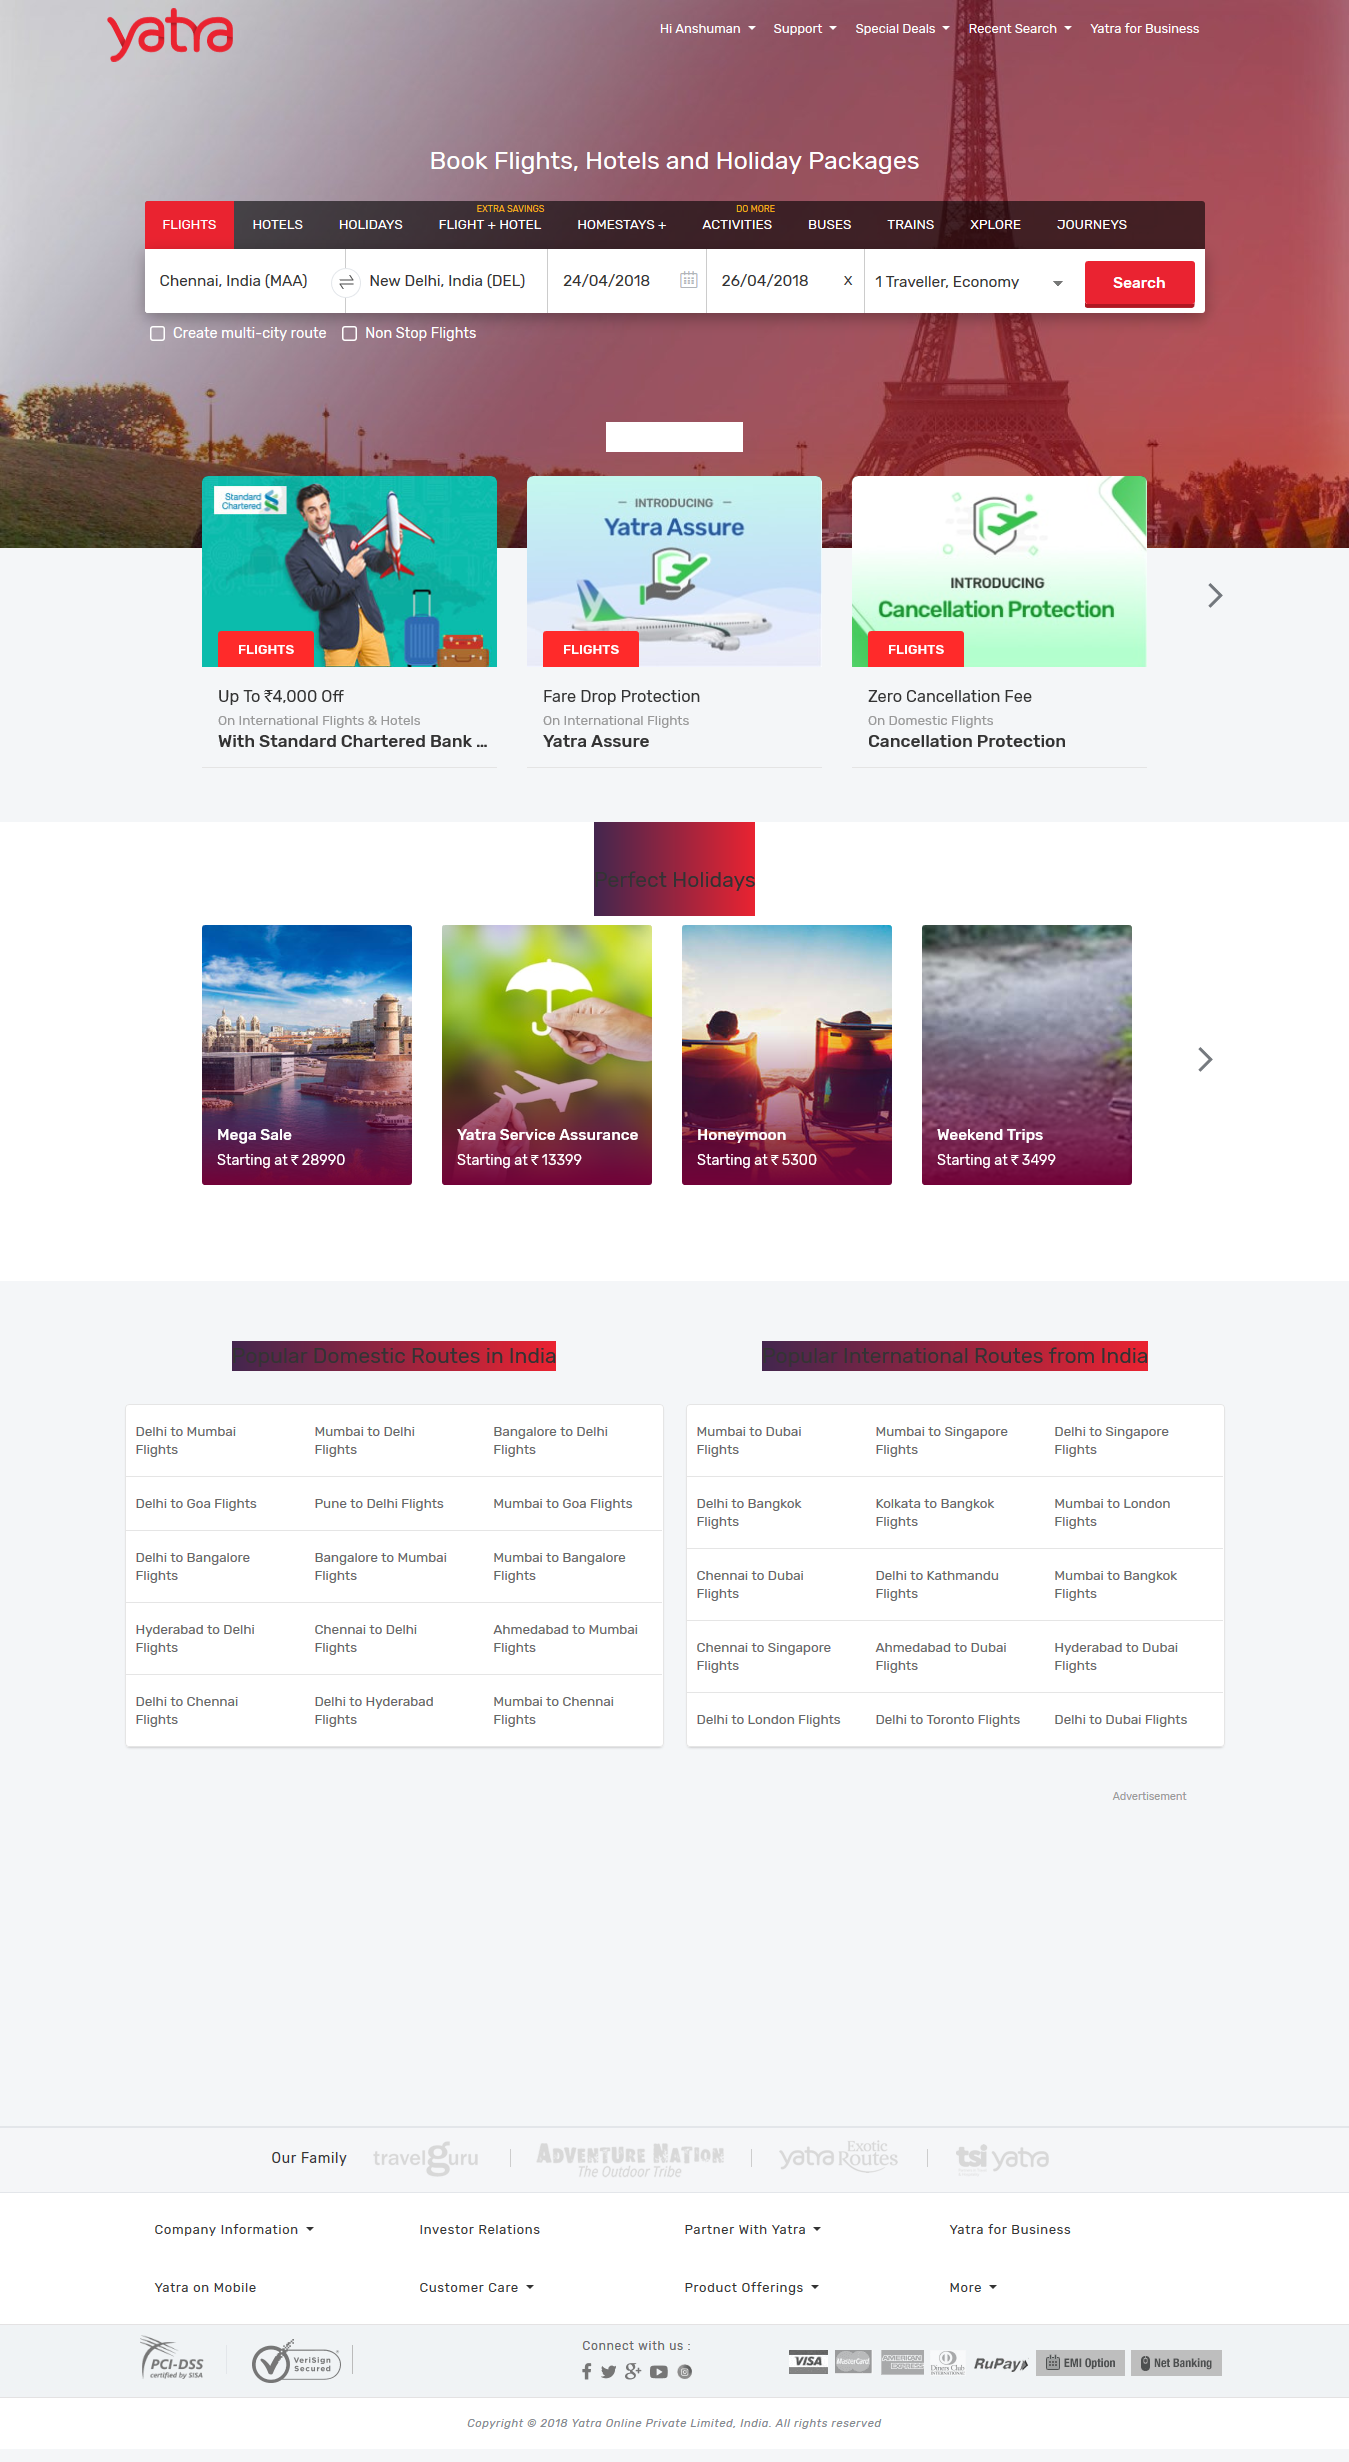 yatra
Hi Anshuman Support Special Deals Recent Search Yatra for Business
Book Flights, Hotels and Holiday Packages
EXTRA SAVINGS DO MORE
FLIGHTS HOTELS HOLIDAYS FLIGHT + HOTEL HOMESTAYS + ACTIVITIES BUSES TRAINS XPLORE JOURNEYS
Chennai, India (MAA) New Delhi, India (DEL) 24/04/2018 26/04/2018 X 1 Traveller, Economy Search
Create multi-city route Non Stop Flights
Standard
Chartered
INTRODUCING
Yatra Assure
INTRODUCING
Cancellation Protection
FLIGHTS FLIGHTS FLIGHTS
Up To ₹4,000 Off
On International Flights & Hotels
With Standard Chartered Bank ...
Fare Drop Protection
On International Flights
Yatra Assure
Zero Cancellation Fee
On Domestic Flights
Cancellation Protection
Perfect Holidays
Mega Sale
Starting at ₹ 28990
Yatra Service Assurance
Starting at ₹ 13399
Honeymoon
Starting at ₹ 5300
Weekend Trips
Starting at ₹ 3499
Popular Domestic Routes in India
Delhi to Mumbai Flights
Mumbai to Delhi Flights
Bangalore to Delhi Flights
Delhi to Goa Flights
Pune to Delhi Flights
Mumbai to Goa Flights
Delhi to Bangalore Flights
Bangalore to Mumbai Flights
Mumbai to Bangalore Flights
Hyderabad to Delhi Flights
Chennai to Delhi Flights
Ahmedabad to Mumbai Flights
Delhi to Chennai Flights
Delhi to Hyderabad Flights
Mumbai to Chennai Flights
Popular International Routes from India
Mumbai to Dubai Flights
Mumbai to Singapore Flights
Delhi to Singapore Flights
Delhi to Bangkok Flights
Kolkata to Bangkok Flights
Mumbai to London Flights
Chennai to Dubai Flights
Delhi to Kathmandu Flights
Mumbai to Bangkok Flights
Chennai to Singapore Flights
Ahmedabad to Dubai Flights
Hyderabad to Dubai Flights
Delhi to London Flights
Delhi to Toronto Flights
Delhi to Dubai Flights
Advertisement
Our Family travelguru
ADVENTURE NATION
The Outdoor Tribe
yatra Exotic Routes
tsi yatra
Company Information Investor Relations Partner With Yatra Yatra for Business
Yatra on Mobile Customer Care Product Offerings More
PCI-DSS
certified by SISA
VeriSign
Secured
Connect with us :
VISA MasterCard AMERICAN EXPRESS Diners Club INTERNATIONAL RuPay EMI Option Net Banking
Copyright © 2018 Yatra Online Private Limited, India. All rights reserved